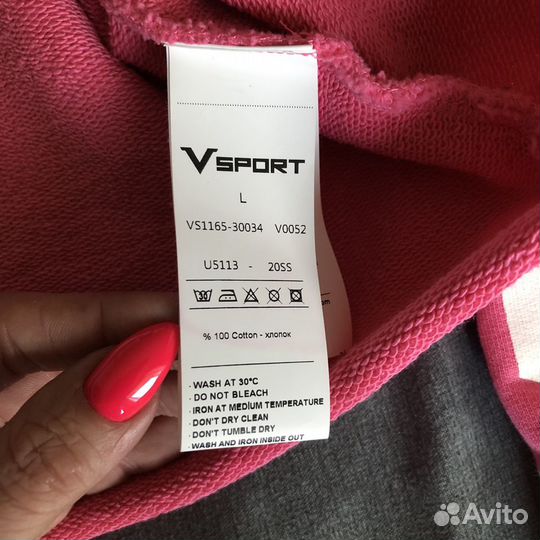 VSPORT
L
VS1165-30034 V0052
U5113 - 20SS
30
% 100 Cotton - хлопок
. WASH AT 30°C
. DO NOT BLEACH
. IRON AT MEDIUM TEMPERATURE
. DON'T DRY CLEAN
. DON'T TUMBLE DRY
. WASH AND IRON INSIDE OUT
om
Avito